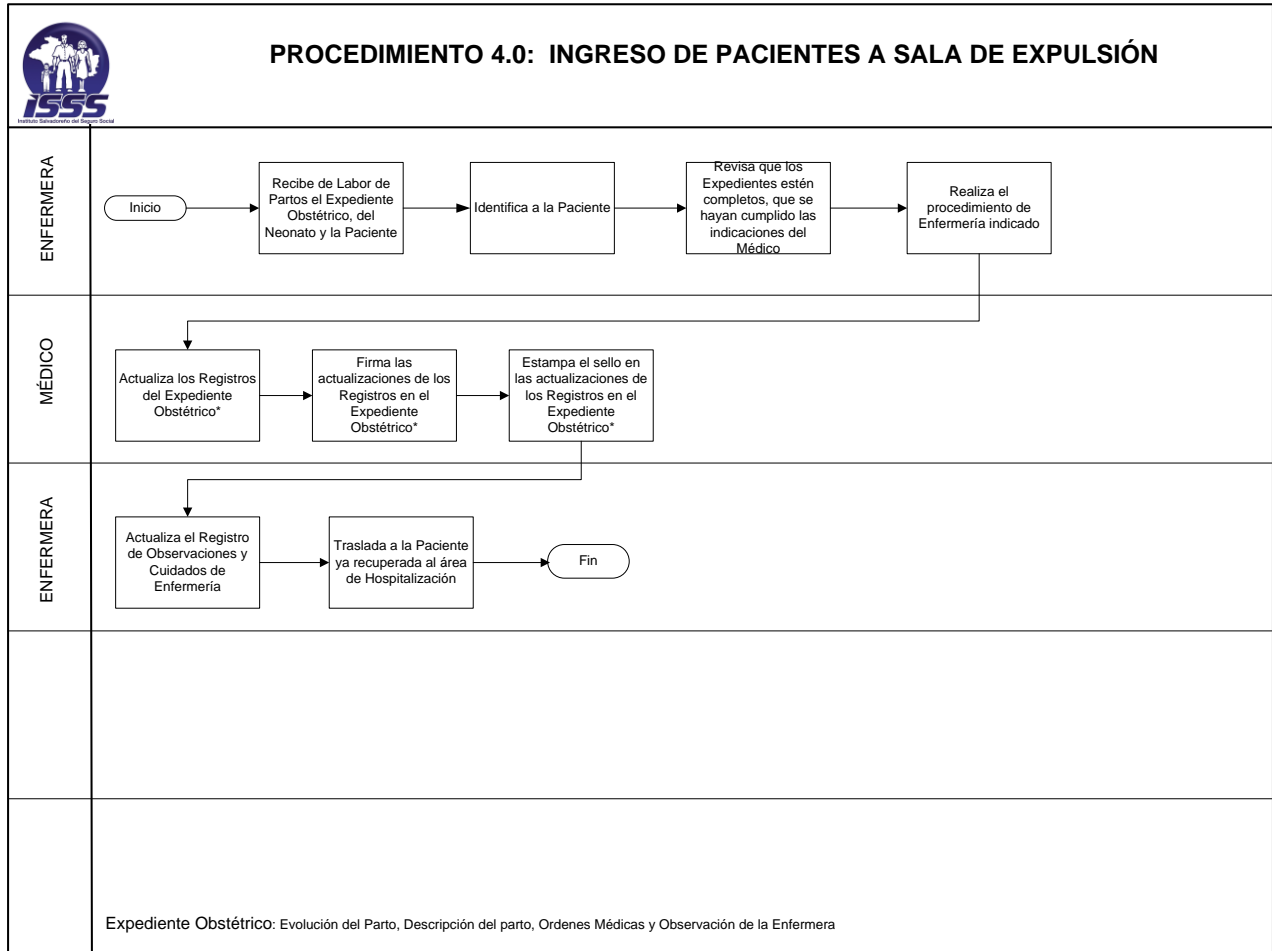 PROCEDIMIENTO 4.0: INGRESO DE PACIENTES A SALA DE EXPULSIÓN
ISSS
Instituto Salvadoreño del Seguro Social
ENFERMERA
Inicio
Recibe de Labor de
Partos el Expediente
Obstétrico, del
Neonato y la Paciente
Identifica a la Paciente
Revisa que los
Expedientes estén
completos, que se
hayan cumplido las
indicaciones del
Médico
Realiza el
procedimiento de
Enfermería indicado
MÉDICO
Actualiza los Registros
del Expediente
Obstétrico*
Firma las
actualizaciones de los
Registros en el
Expediente
Obstétrico*
Estampa el sello en
las actualizaciones de
los Registros en el
Expediente
Obstétrico*
ENFERMERA
Actualiza el Registro
de Observaciones y
Cuidados de
Enfermería
Traslada a la Paciente
ya recuperada al área
de Hospitalización
Fin
Expediente Obstétrico: Evolución del Parto, Descripción del parto, Ordenes Médicas y Observación de la Enfermera